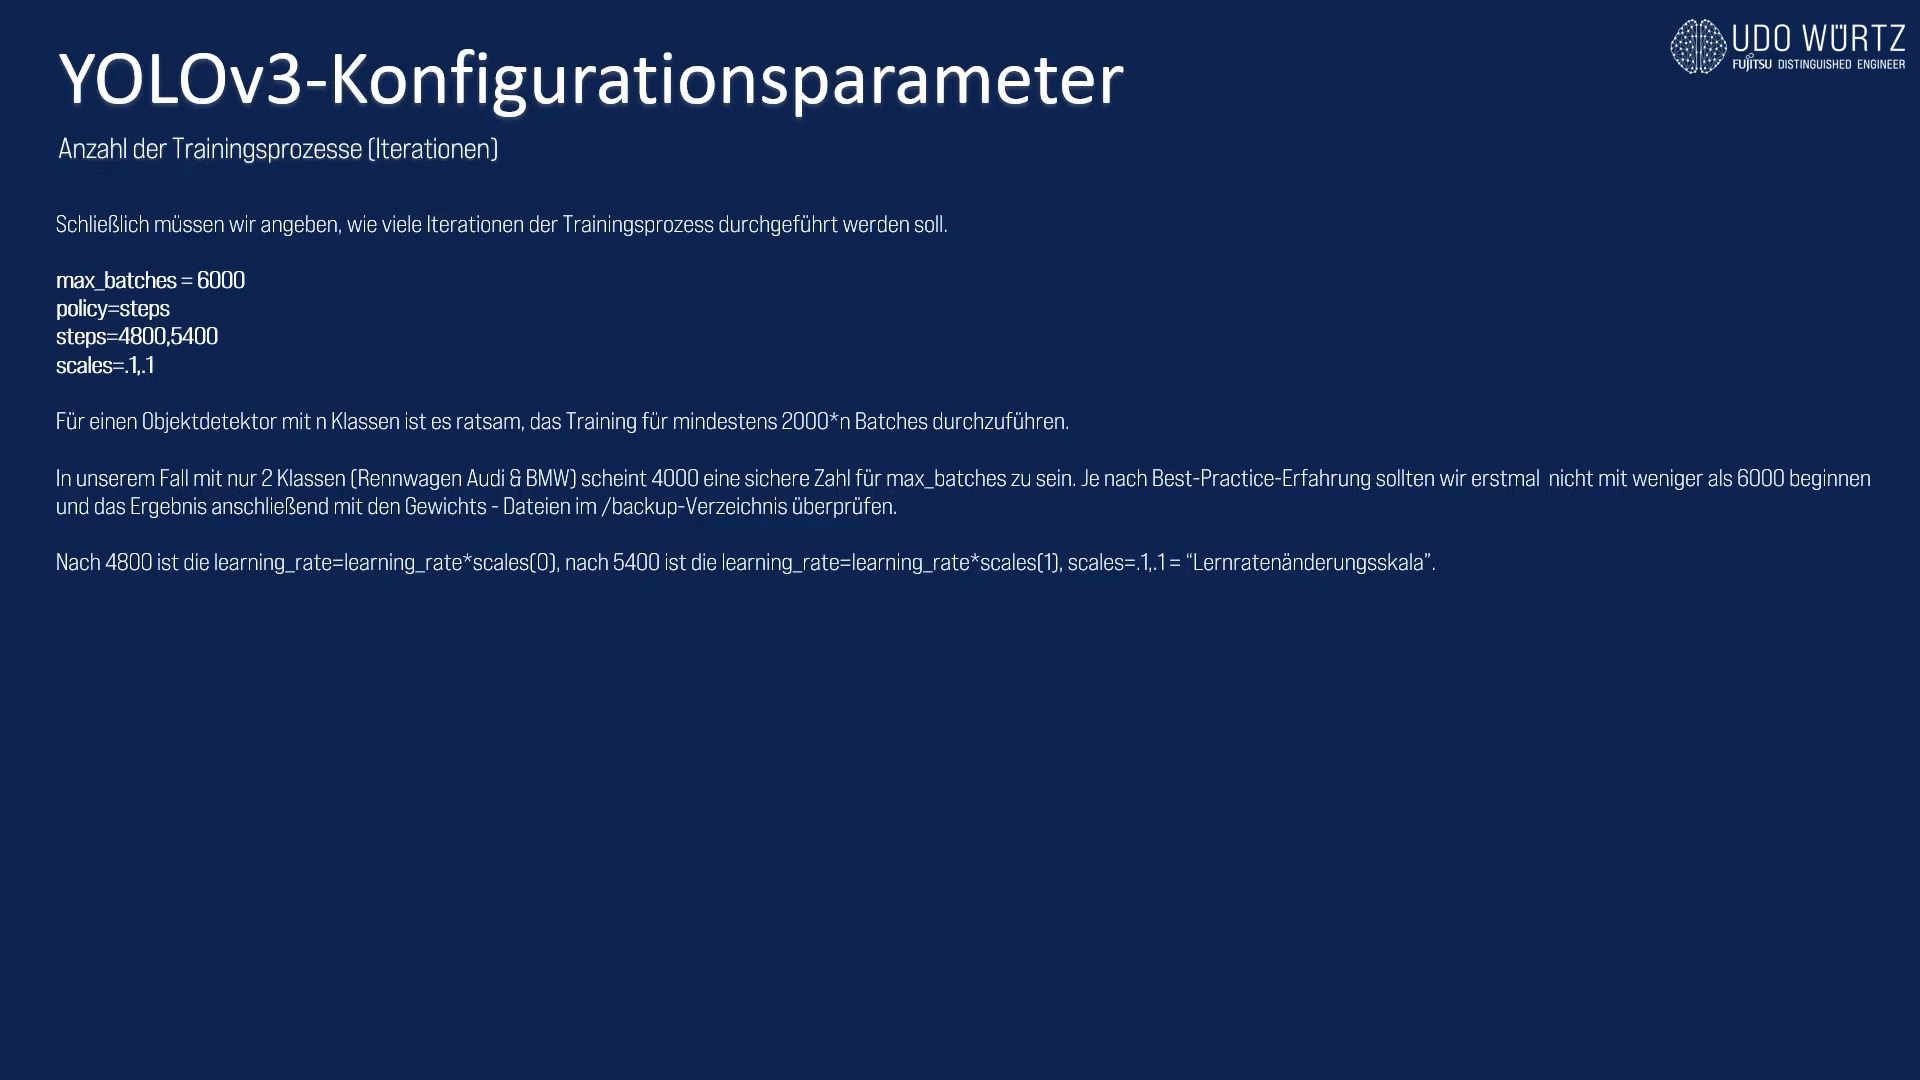 UDO WÜRTZ
FUJITSU DISTINGUISHED ENGINEER
YOLOv3-Konfigurationsparameter
Anzahl der Trainingsprozesse (Iterationen)
Schließlich müssen wir angeben, wie viele Iterationen der Trainingsprozess durchgeführt werden soll.
max_batches = 6000
policy=steps
steps=4800,5400
scales=.1,.1
Für einen Objektdetektor mit n Klassen ist es ratsam, das Training für mindestens 2000*n Batches durchzuführen.
In unserem Fall mit nur 2 Klassen (Rennwagen Audi & BMW) scheint 4000 eine sichere Zahl für max_batches zu sein. Je nach Best-Practice-Erfahrung sollten wir erstmal  nicht mit weniger als 6000 beginnen
und das Ergebnis anschließend mit den Gewichts - Dateien im /backup-Verzeichnis überprüfen.
Nach 4800 ist die learning_rate=learning_rate*scales(0), nach 5400 ist die learning_rate=learning_rate*scales(1), scales=.1,.1 = “Lernratenänderungsskala”.